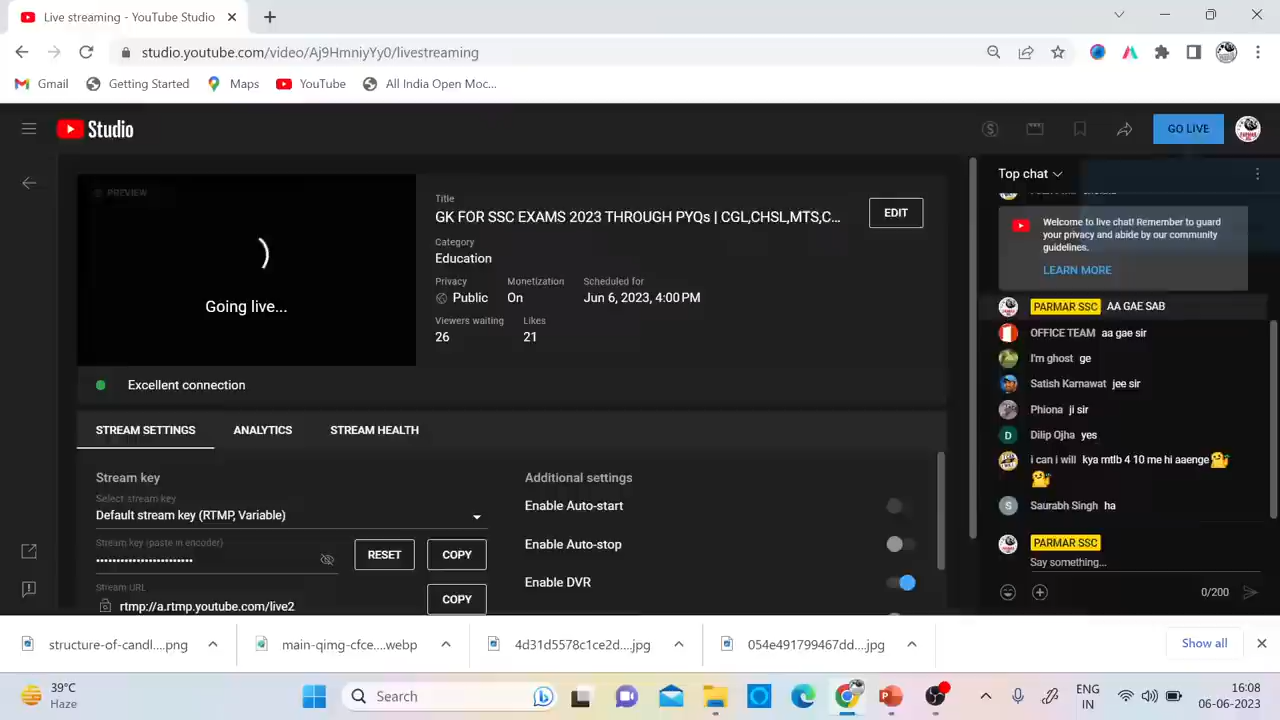 Live streaming - YouTube Studio
studio.youtube.com/video/Aj9HmniyYy0/livestreaming
Gmail
Getting Started
Maps
YouTube
All India Open Moc...
Studio
GO LIVE
PREVIEW
Going live...
Excellent connection
Title
GK FOR SSC EXAMS 2023 THROUGH PYQs | CGL,CHSL,MTS,C...
EDIT
Category
Education
Privacy
Monetization
Scheduled for
Public
On
Jun 6, 2023, 4:00 PM
Viewers waiting
Likes
26
21
STREAM SETTINGS
ANALYTICS
STREAM HEALTH
Stream key
Select stream key
Default stream key (RTMP, Variable)
Stream key (paste in encoder)
RESET
COPY
Stream URL
rtmp://a.rtmp.youtube.com/live2
COPY
Additional settings
Enable Auto-start
Enable Auto-stop
Enable DVR
Top chat
Welcome to live chat! Remember to guard
your privacy and abide by our community
guidelines.
LEARN MORE
PARMAR SSC AA GAE SAB
OFFICE TEAM aa gae sir
I'm ghost ge
Satish Karnawat jee sir
Phiona ji sir
D Dilip Ojha yes
i can i will kya mtlb 4 10 me hi aaenge
S Saurabh Singh ha
PARMAR SSC
Say something...
0/200
structure-of-candl....png
main-qimg-cfce....webp
4d31d5578c1ce2d....jpg
054e491799467dd....jpg
Show all
39°C
Haze
Search
ENG
IN
16:08
06-06-2023